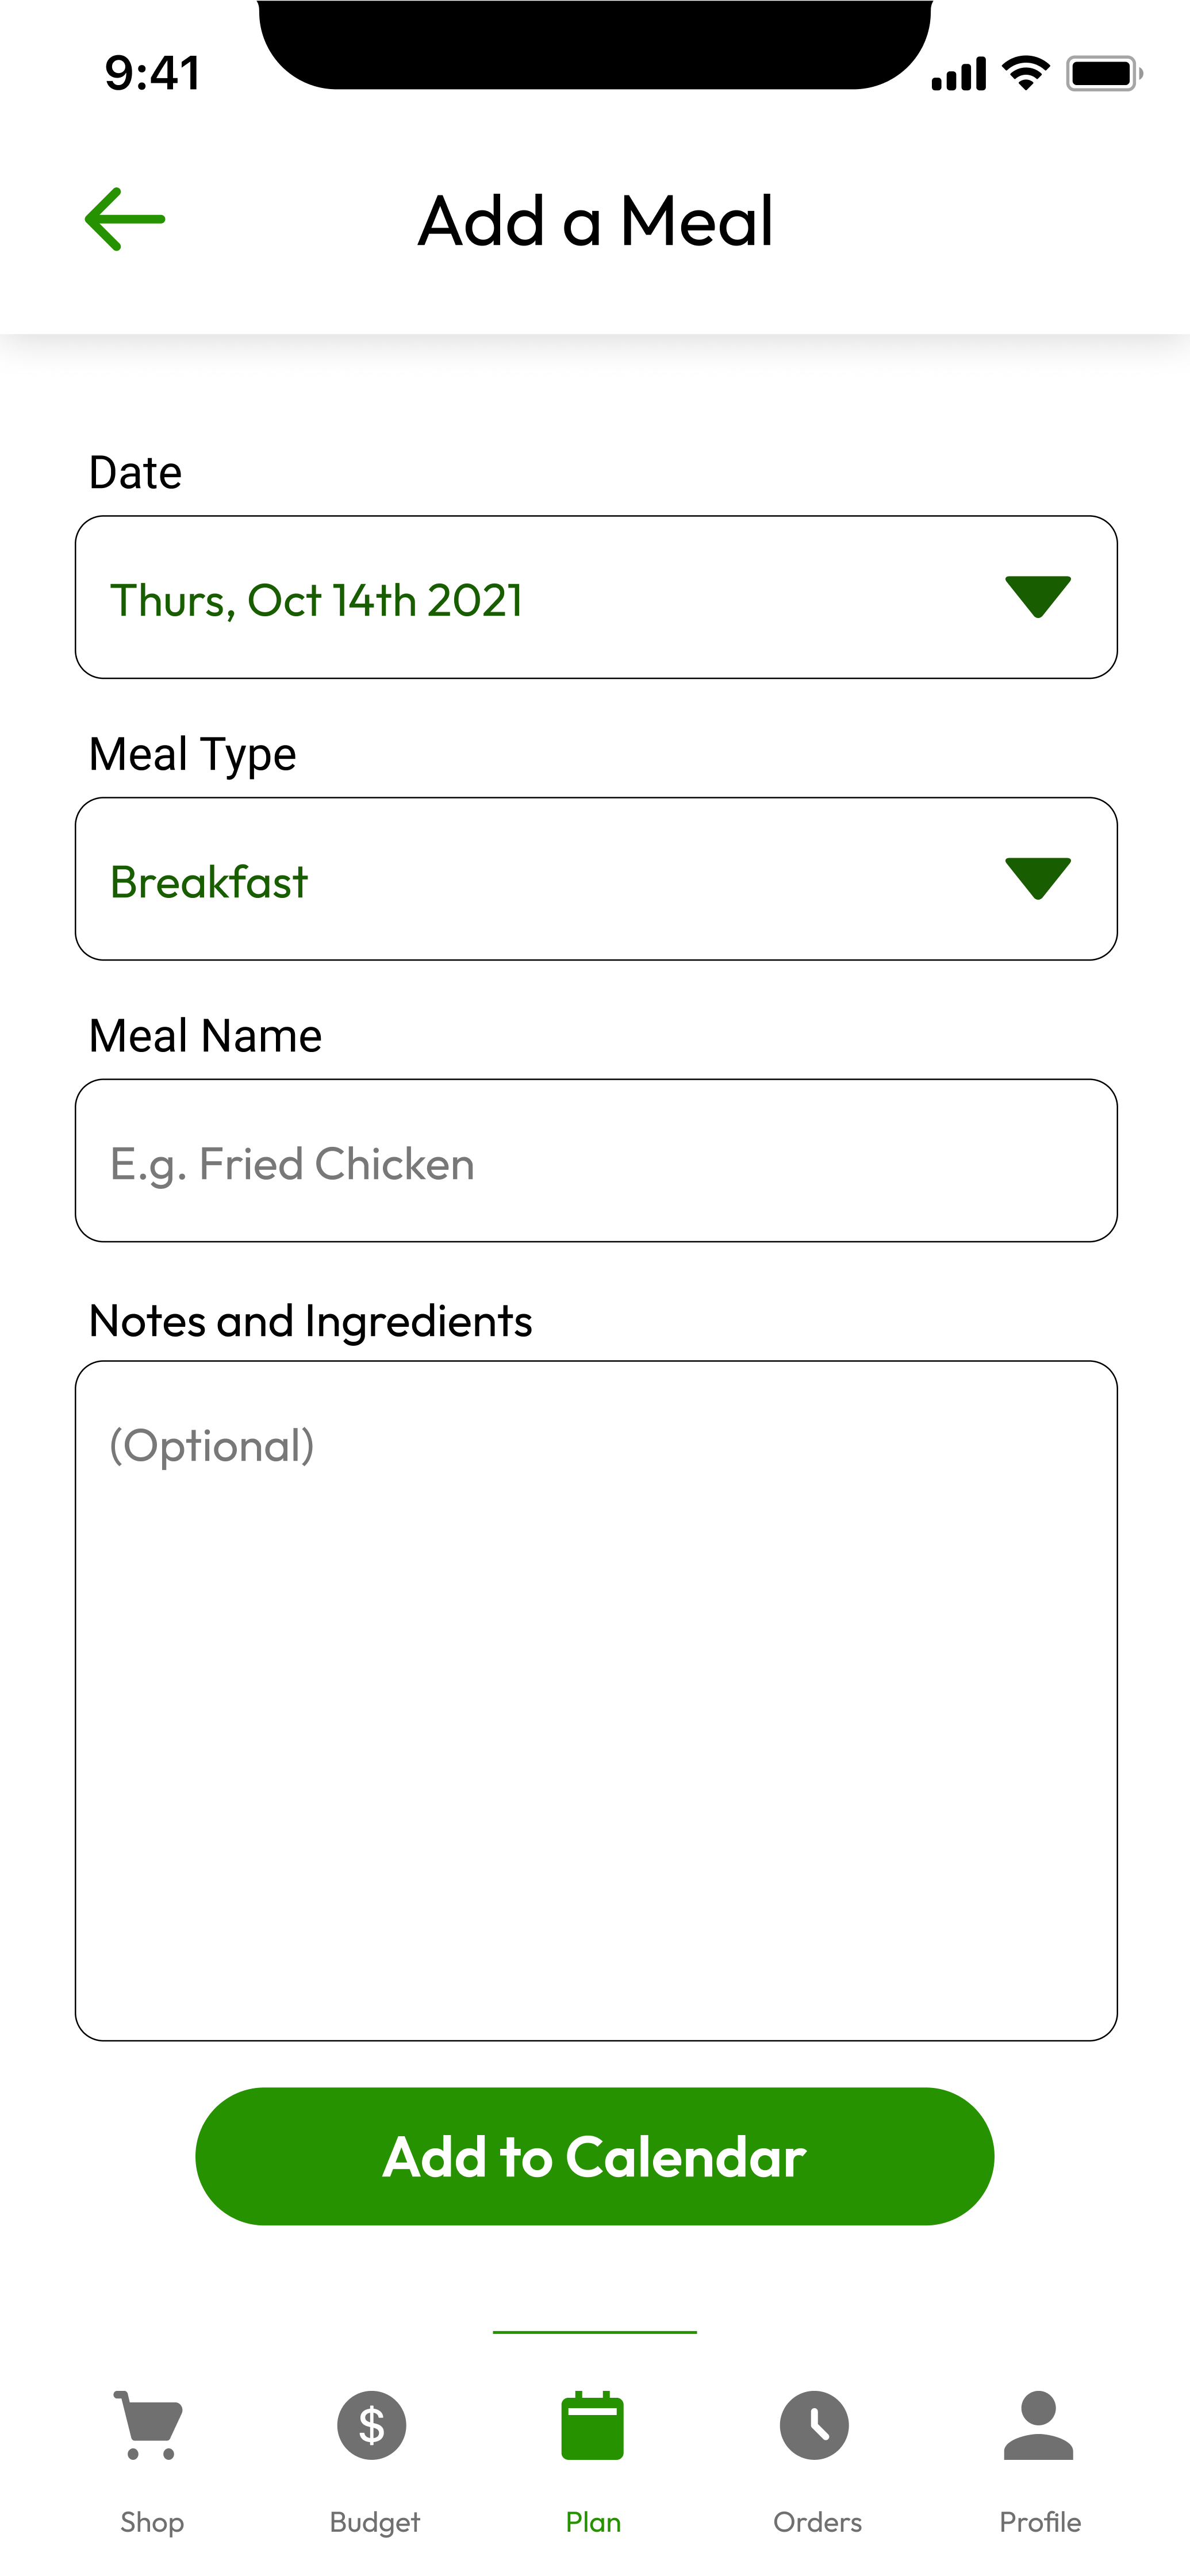 9:41
Add a Meal
Date
Thurs, Oct 14th 2021
Meal Type
Breakfast
Meal Name
E.g. Fried Chicken
Notes and Ingredients
(Optional)
Add to Calendar
$
Shop Budget Plan Orders Profile